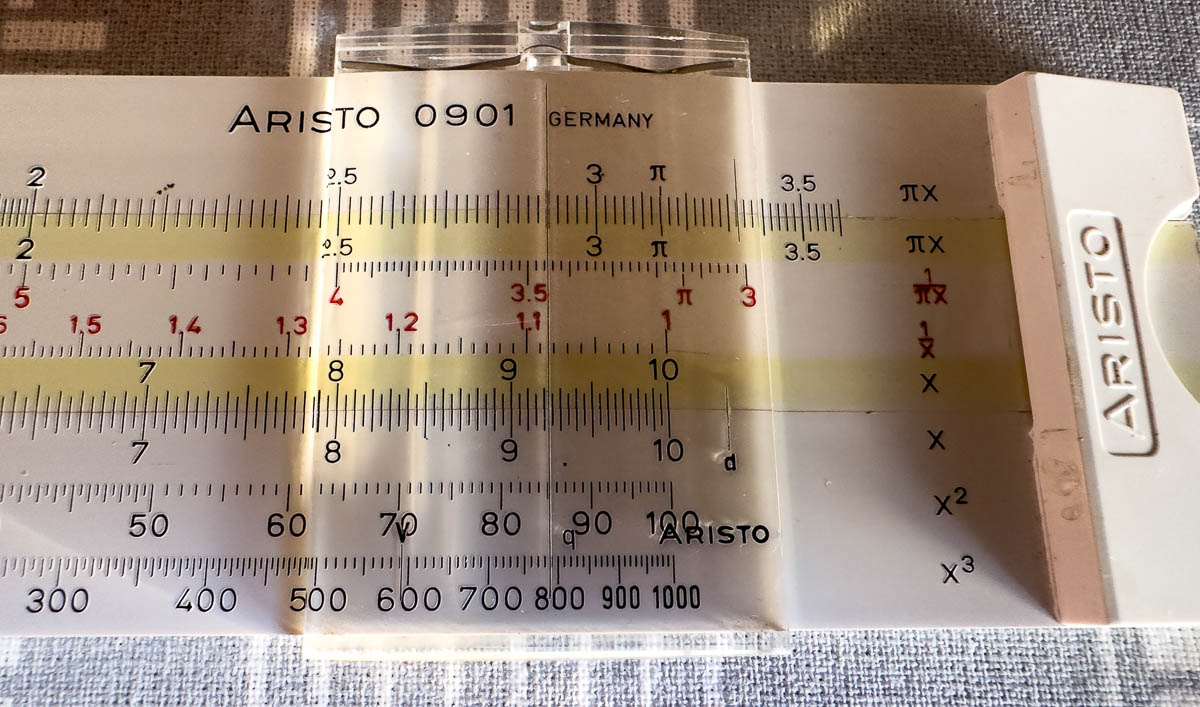 ARISTO 0901 GERMANY
2 2.5 3 π 3.5 πx
2 2.5 3 π 3.5 πx
5 4 3.5 π 3 1/πx
6 1,5 1,4 1,3 1,2 1,1 1 1/x
7 8 9 10 x
7 8 9 10 d x
50 60 70 80 90 100 x²
V q ARISTO
300 400 500 600 700 800 900 1000 x³
ARISTO